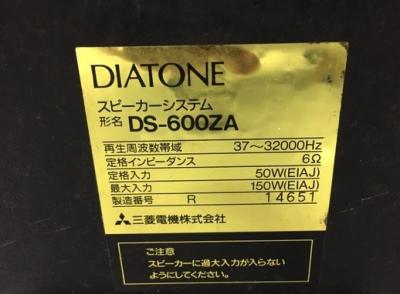 DIATONE
スピーカーシステム
形名 DS-600ZA
再生周波数帯域 37〜32000Hz
定格インピーダンス 6Ω
定格入力 50W(EIAJ)
最大入力 150W(EIAJ)
製造番号 R 14651
三菱電機株式会社
ご注意
スピーカーに過大入力が入らない
ようにしてください。